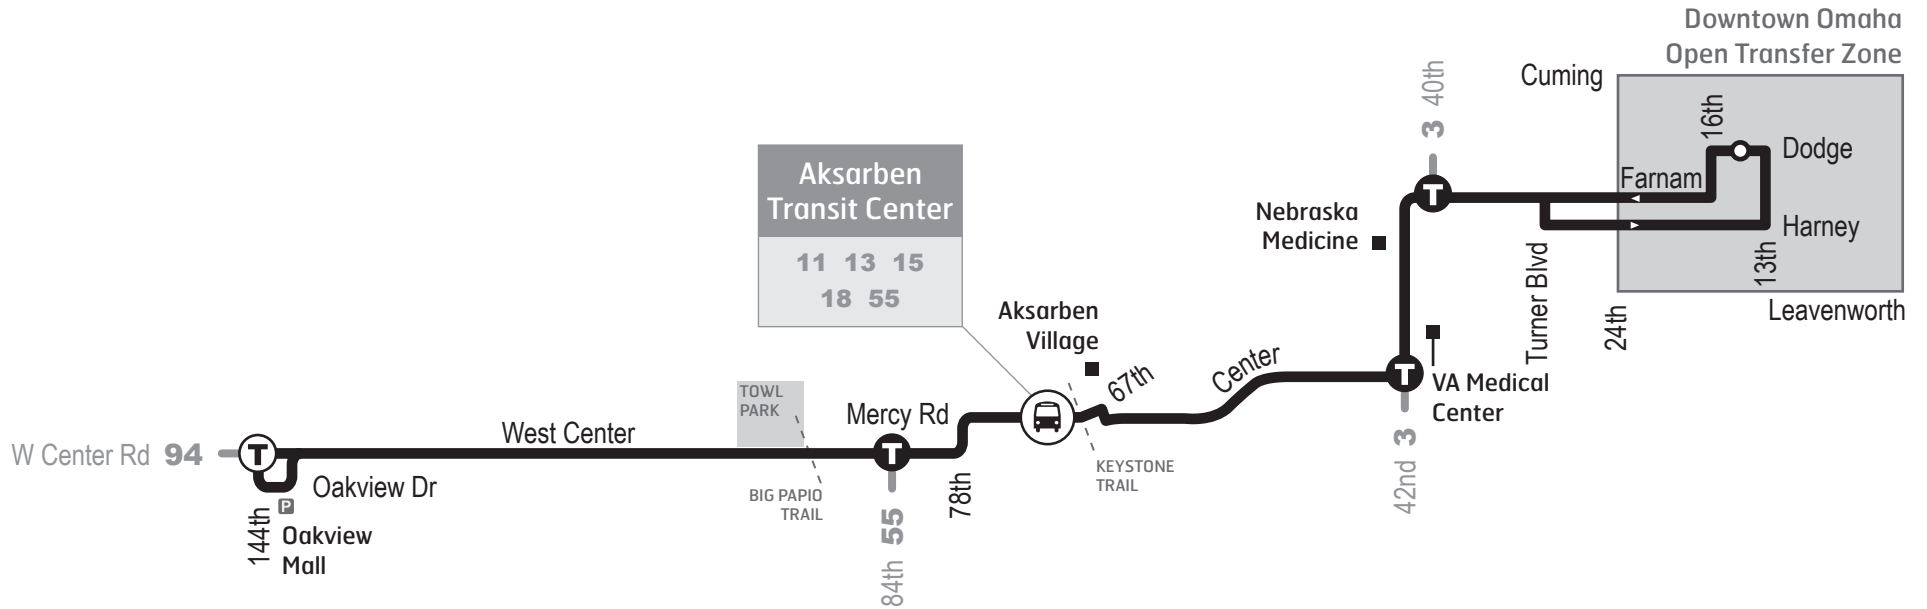 Downtown Omaha
Open Transfer Zone
Cuming
3 40th
16th
Dodge
Farnam
Harney
13th
Leavenworth
24th
Turner Blvd
Nebraska
Medicine
T
Aksarben
Transit Center
11 13 15
18 55
Aksarben
Village
67th
Center
T
VA Medical
Center
42nd 3
KEYSTONE
TRAIL
TOWL
PARK
Mercy Rd
West Center
T
W Center Rd 94
T
Oakview Dr
P
Oakview
Mall
144th
BIG PAPIO
TRAIL
78th
84th 55